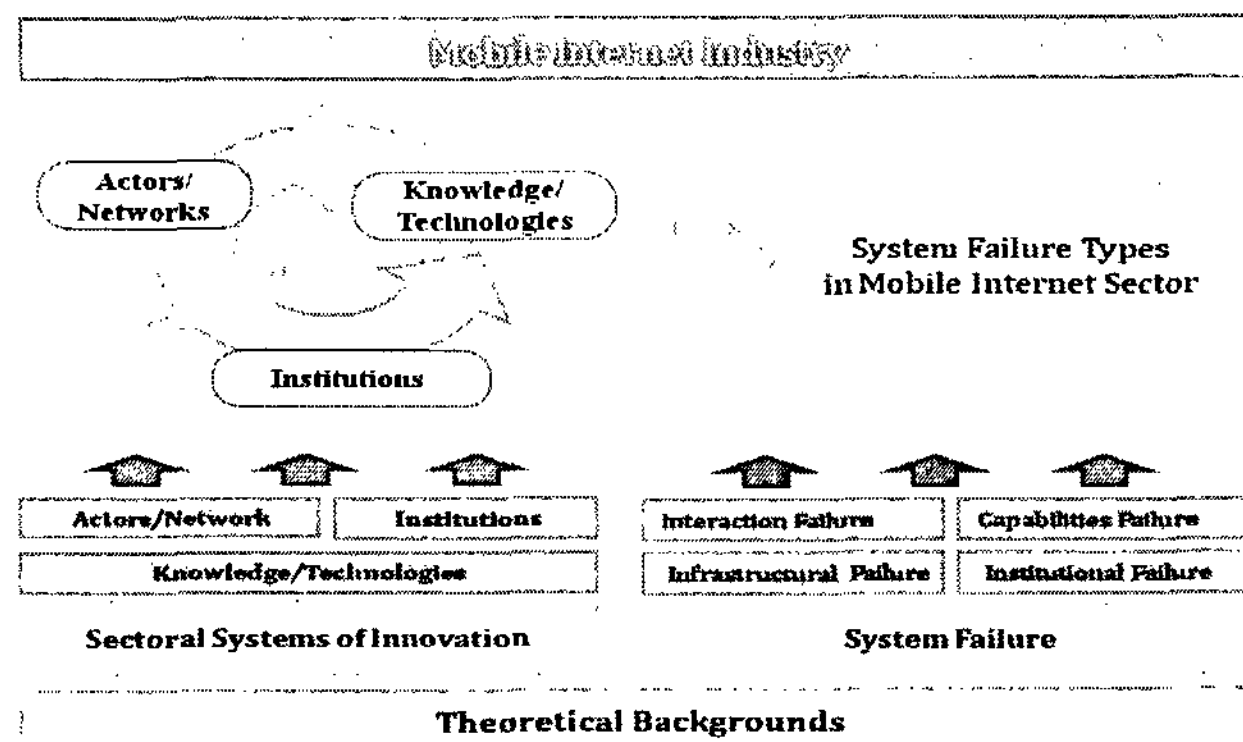 Mobile Internet Industry
Actors/
Networks
Knowledge/
Technologies
Institutions
System Failure Types
in Mobile Internet Sector
Actors/Network
Institutions
Knowledge/Technologies
Interaction Failure
Capabilities Failure
Infrastructural Failure
Institutional Failure
Sectoral Systems of Innovation
System Failure
Theoretical Backgrounds